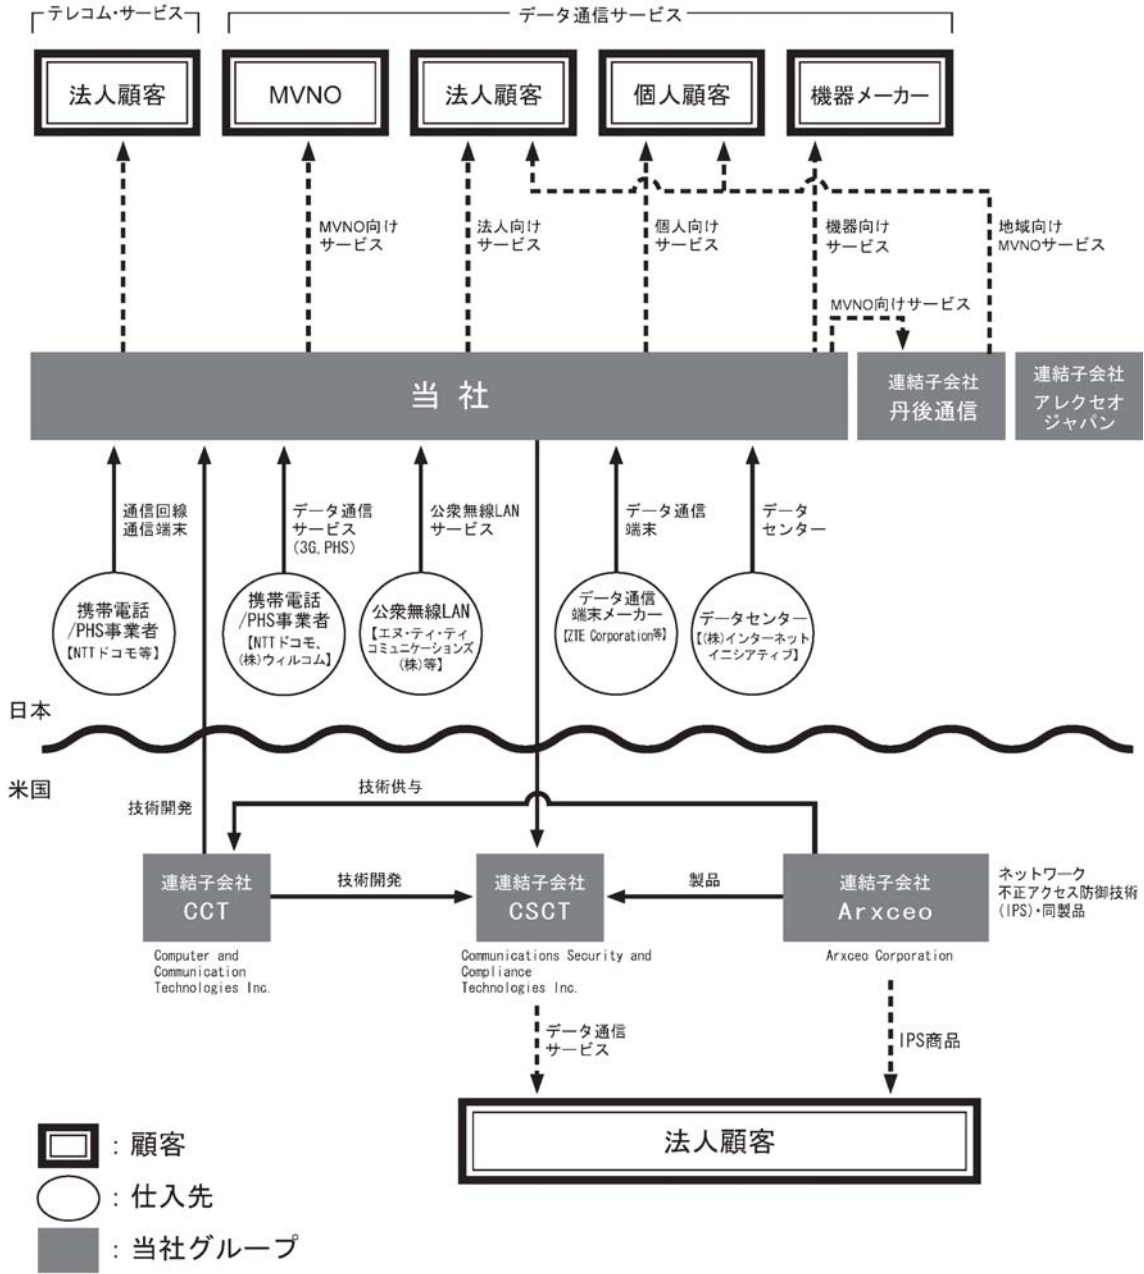 テレコム・サービス
データ通信サービス
法人顧客
MVNO
法人顧客
個人顧客
機器メーカー
MVNO向け
サービス
法人向け
サービス
個人向け
サービス
機器向け
サービス
地域向け
MVNOサービス
MVNO向けサービス
当社
連結子会社
丹後通信
連結子会社
アレクセオ
ジャパン
通信回線
通信端末
データ通信
サービス
(3G, PHS)
公衆無線LAN
サービス
データ通信
端末
データ
センター
携帯電話
/PHS事業者
【NTTドコモ等】
携帯電話
/PHS事業者
【NTTドコモ、
(株)ウィルコム】
公衆無線LAN
【エヌ・ティ・ティ
コミュニケーションズ
(株)等】
データ通信
端末メーカー
【ZTE Corporation等】
データセンター
【(株)インターネット
イニシアティブ】
日本
米国
技術開発
技術供与
連結子会社
CCT
技術開発
連結子会社
CSCT
製品
連結子会社
Arxceo
ネットワーク
不正アクセス防御技術
(IPS)・同製品
Computer and
Communication
Technologies Inc.
Communications Security and
Compliance
Technologies Inc.
Arxceo Corporation
データ通信
サービス
IPS商品
法人顧客
：顧客
：仕入先
：当社グループ